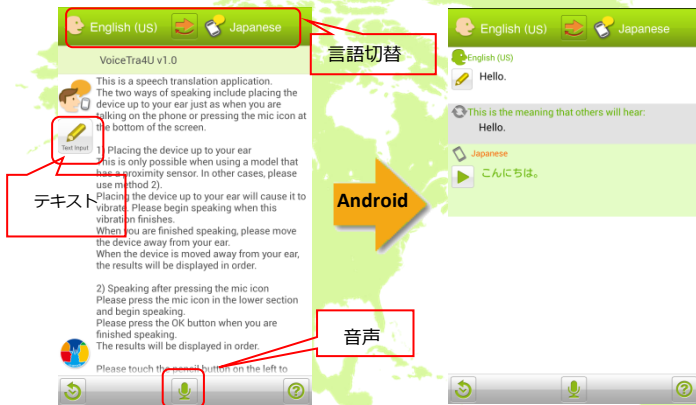 English (US)
Japanese
言語切替
VoiceTra4U v1.0
This is a speech translation application.
The two ways of speaking include placing the
device up to your ear just as when you are
talking on the phone or pressing the mic icon at
the bottom of the screen.
Text Input
1) Placing the device up to your ear
This is only possible when using a model that
has a proximity sensor. In other cases, please
use method 2).
Placing the device up to your ear will cause it to
vibrate. Please begin speaking when this
vibration finishes.
When you are finished speaking, please move
the device away from your ear.
When the device is moved away from your ear,
the results will be displayed in order.
テキスト
2) Speaking after pressing the mic icon
Please press the mic icon in the lower section
and begin speaking.
Please press the OK button when you are
finished speaking.
The results will be displayed in order.
Please touch the pencil button on the left to
音声
Android
English (US)
Japanese
English (US)
Hello.
This is the meaning that others will hear:
Hello.
Japanese
こんにちは。